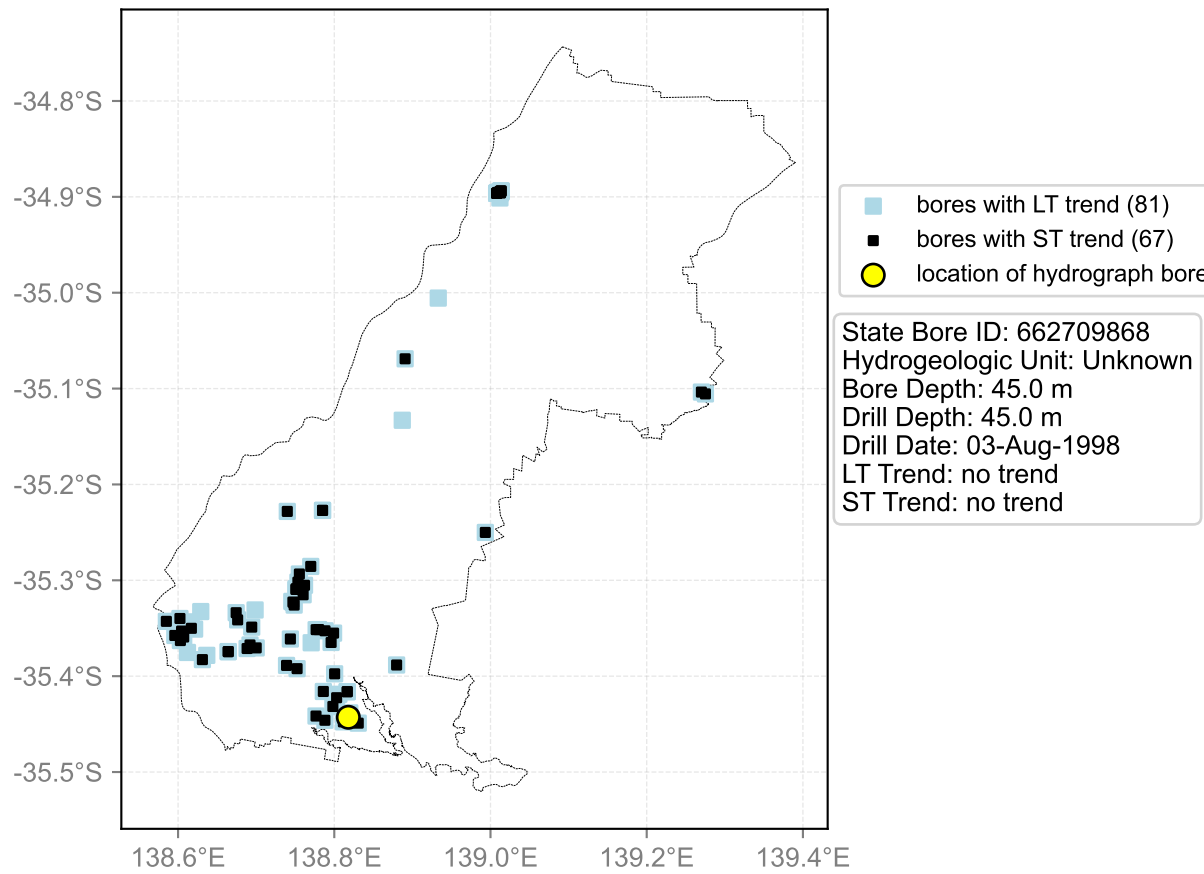 -34.8°S
-34.9°S
-35.0°S
-35.1°S
-35.2°S
-35.3°S
-35.4°S
-35.5°S
138.6°E 138.8°E 139.0°E 139.2°E 139.4°E
bores with LT trend (81)
bores with ST trend (67)
location of hydrograph bore
State Bore ID: 662709868
Hydrogeologic Unit: Unknown
Bore Depth: 45.0 m
Drill Depth: 45.0 m
Drill Date: 03-Aug-1998
LT Trend: no trend
ST Trend: no trend